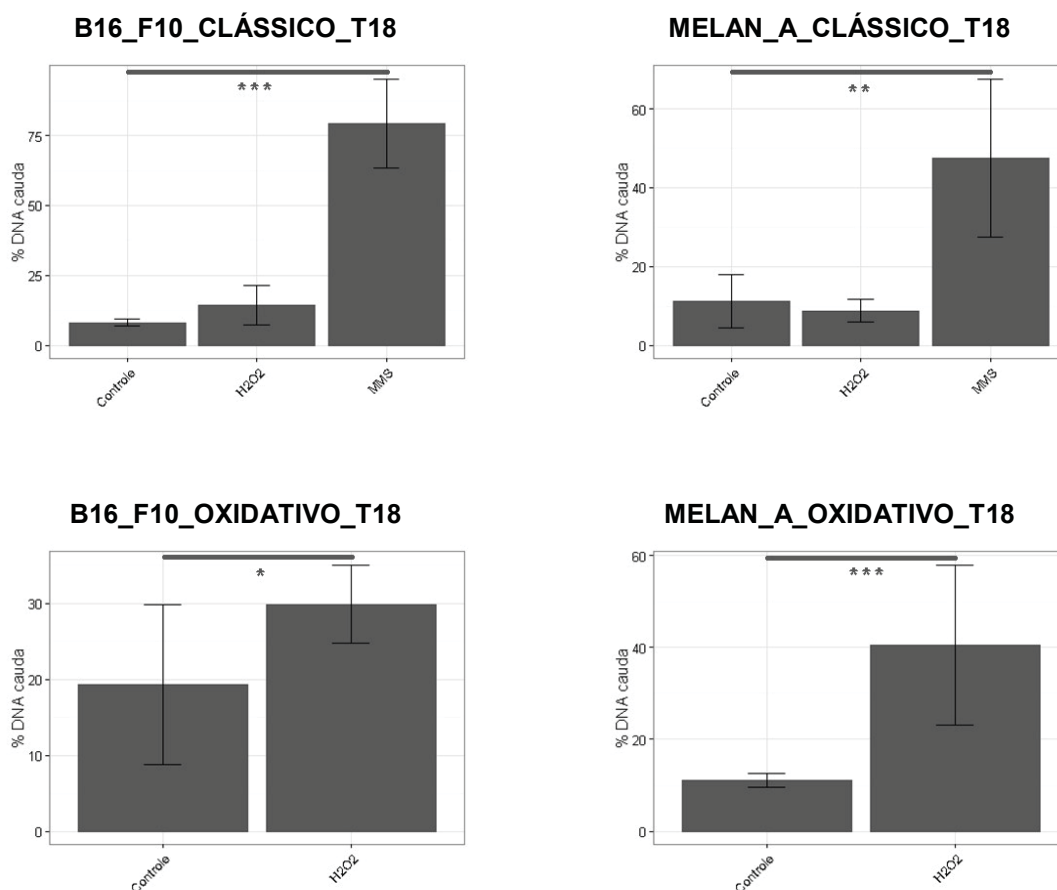 B16_F10_CLÁSSICO_T18
***
75
50
25
0
% DNA cauda
Controle
H2O2
MMS
MELAN_A_CLÁSSICO_T18
**
60
40
20
0
% DNA cauda
Controle
H2O2
MMS
B16_F10_OXIDATIVO_T18
*
30
20
10
0
% DNA cauda
Controle
H2O2
MELAN_A_OXIDATIVO_T18
***
60
40
20
0
% DNA cauda
Controle
H2O2